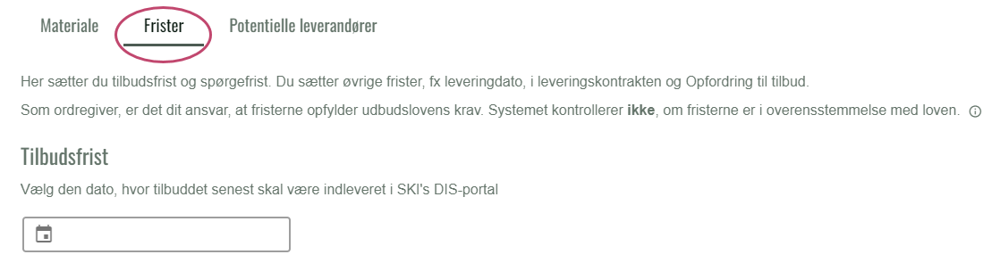 Materiale Frister Potentielle leverandører
Her sætter du tilbudsfrist og spørgefrist. Du sætter øvrige frister, fx leveringdato, i leveringskontrakten og Opfordring til tilbud.
Som ordregiver, er det dit ansvar, at fristerne opfylder udbudslovens krav. Systemet kontrollerer ikke, om fristerne er i overensstemmelse med loven.
Tilbudsfrist
Vælg den dato, hvor tilbuddet senest skal være indleveret i SKI's DIS-portal